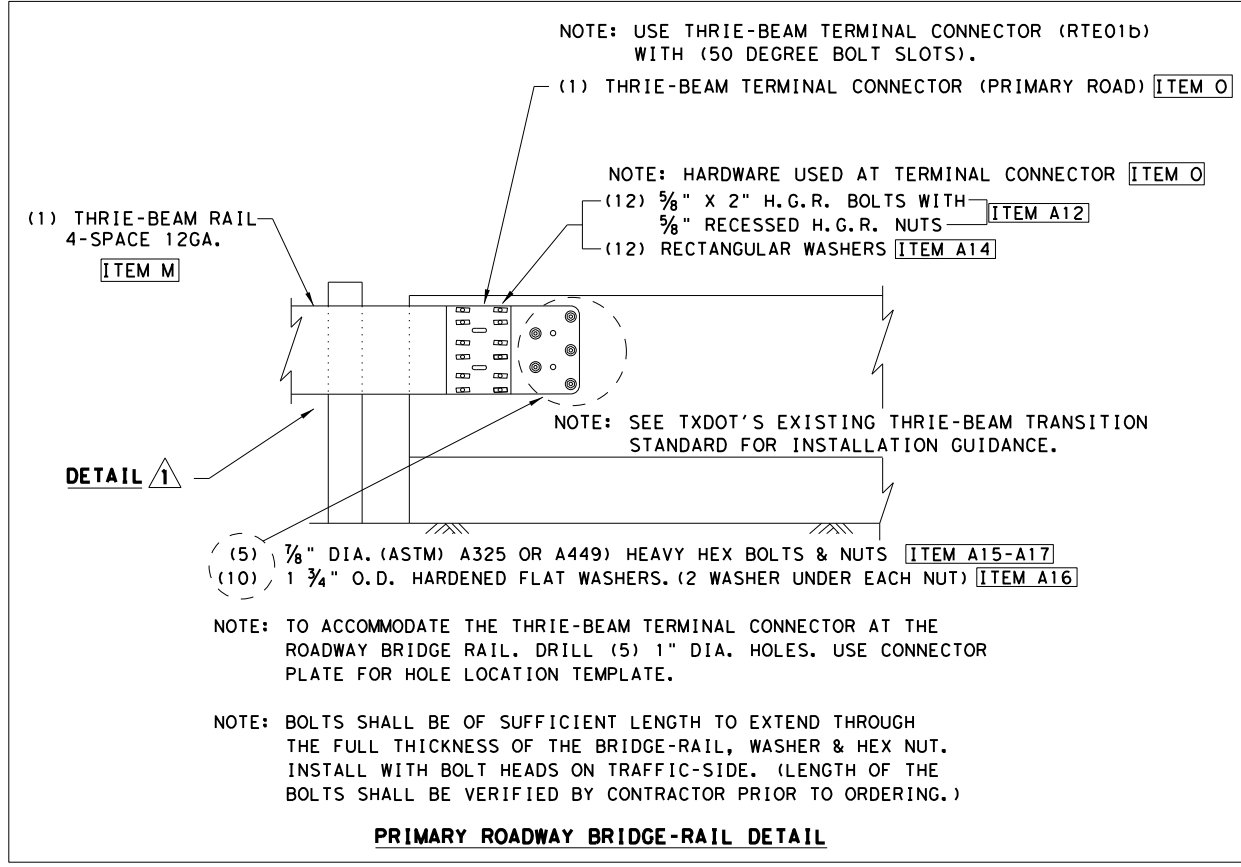 NOTE: USE THRIE-BEAM TERMINAL CONNECTOR (RTE01b)
WITH (50 DEGREE BOLT SLOTS).
(1) THRIE-BEAM TERMINAL CONNECTOR (PRIMARY ROAD) ITEM O
NOTE: HARDWARE USED AT TERMINAL CONNECTOR ITEM O
(12) ⅝" X 2" H.G.R. BOLTS WITH
⅝" RECESSED H.G.R. NUTS
ITEM A12
(12) RECTANGULAR WASHERS ITEM A14
(1) THRIE-BEAM RAIL
4-SPACE 12GA.
ITEM M
NOTE: SEE TXDOT'S EXISTING THRIE-BEAM TRANSITION
STANDARD FOR INSTALLATION GUIDANCE.
DETAIL 1
(5) ⅞" DIA. (ASTM) A325 OR A449) HEAVY HEX BOLTS & NUTS ITEM A15-A17
(10) 1 ¾" O.D. HARDENED FLAT WASHERS. (2 WASHER UNDER EACH NUT) ITEM A16
NOTE: TO ACCOMMODATE THE THRIE-BEAM TERMINAL CONNECTOR AT THE
ROADWAY BRIDGE RAIL. DRILL (5) 1" DIA. HOLES. USE CONNECTOR
PLATE FOR HOLE LOCATION TEMPLATE.
NOTE: BOLTS SHALL BE OF SUFFICIENT LENGTH TO EXTEND THROUGH
THE FULL THICKNESS OF THE BRIDGE-RAIL, WASHER & HEX NUT.
INSTALL WITH BOLT HEADS ON TRAFFIC-SIDE. (LENGTH OF THE
BOLTS SHALL BE VERIFIED BY CONTRACTOR PRIOR TO ORDERING.)
PRIMARY ROADWAY BRIDGE-RAIL DETAIL